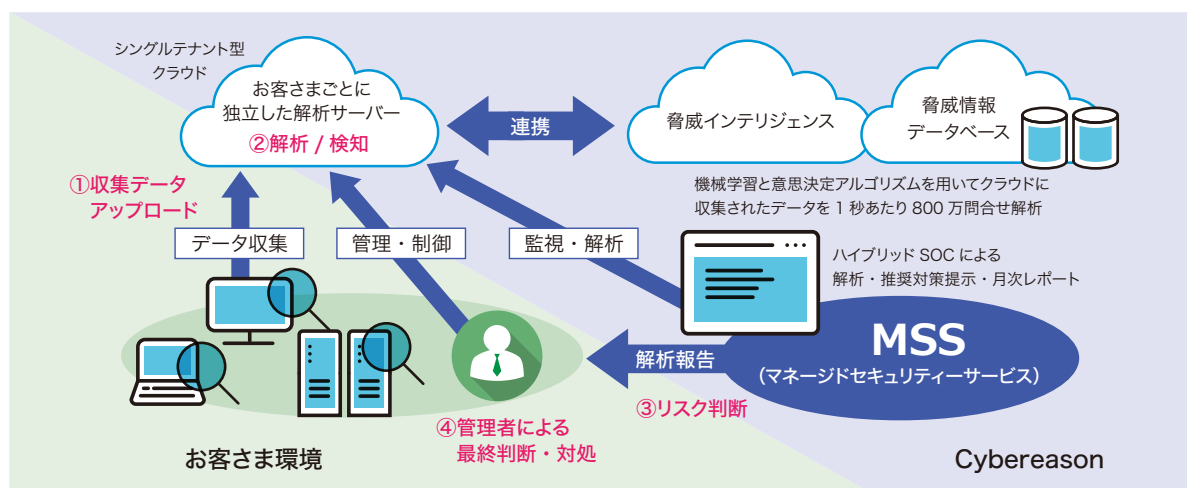 シングルテナント型
クラウド
お客さまごとに
独立した解析サーバー
②解析 / 検知
連携
脅威インテリジェンス
脅威情報
データベース
①収集データ
アップロード
機械学習と意思決定アルゴリズムを用いてクラウドに
収集されたデータを 1 秒あたり 800 万問合せ解析
データ収集
管理・制御
監視・解析
ハイブリッド SOC による
解析・推奨対策提示・月次レポート
MSS
(マネージドセキュリティーサービス)
解析報告
③リスク判断
④管理者による
最終判断・対処
お客さま環境
Cybereason